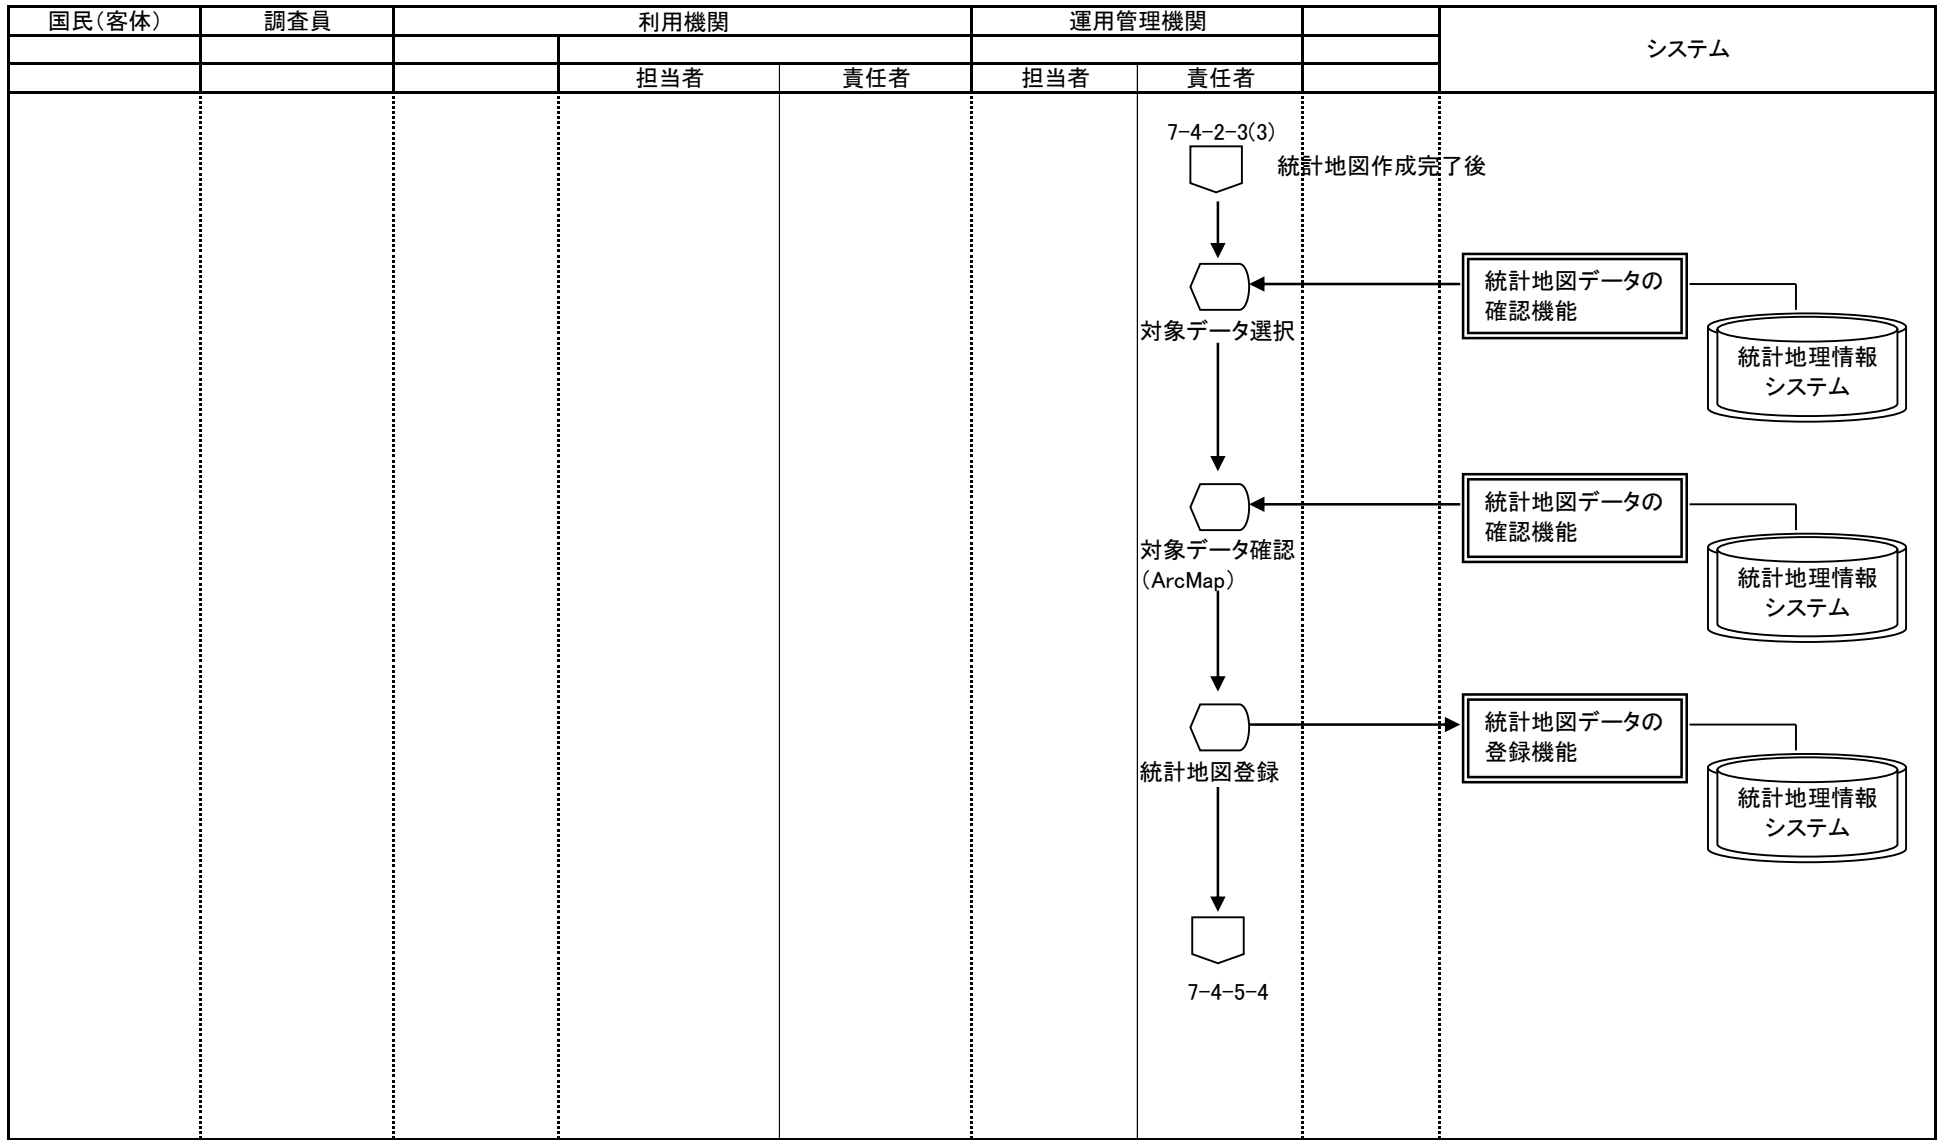 国民（客体）
調査員
利用機関
運用管理機関
システム
担当者
責任者
担当者
責任者
7-4-2-3(3)
統計地図作成完了後
統計地図データの
確認機能
対象データ選択
統計地理情報
システム
統計地図データの
確認機能
対象データ確認
（ArcMap）
統計地理情報
システム
統計地図データの
登録機能
統計地図登録
統計地理情報
システム
7-4-5-4